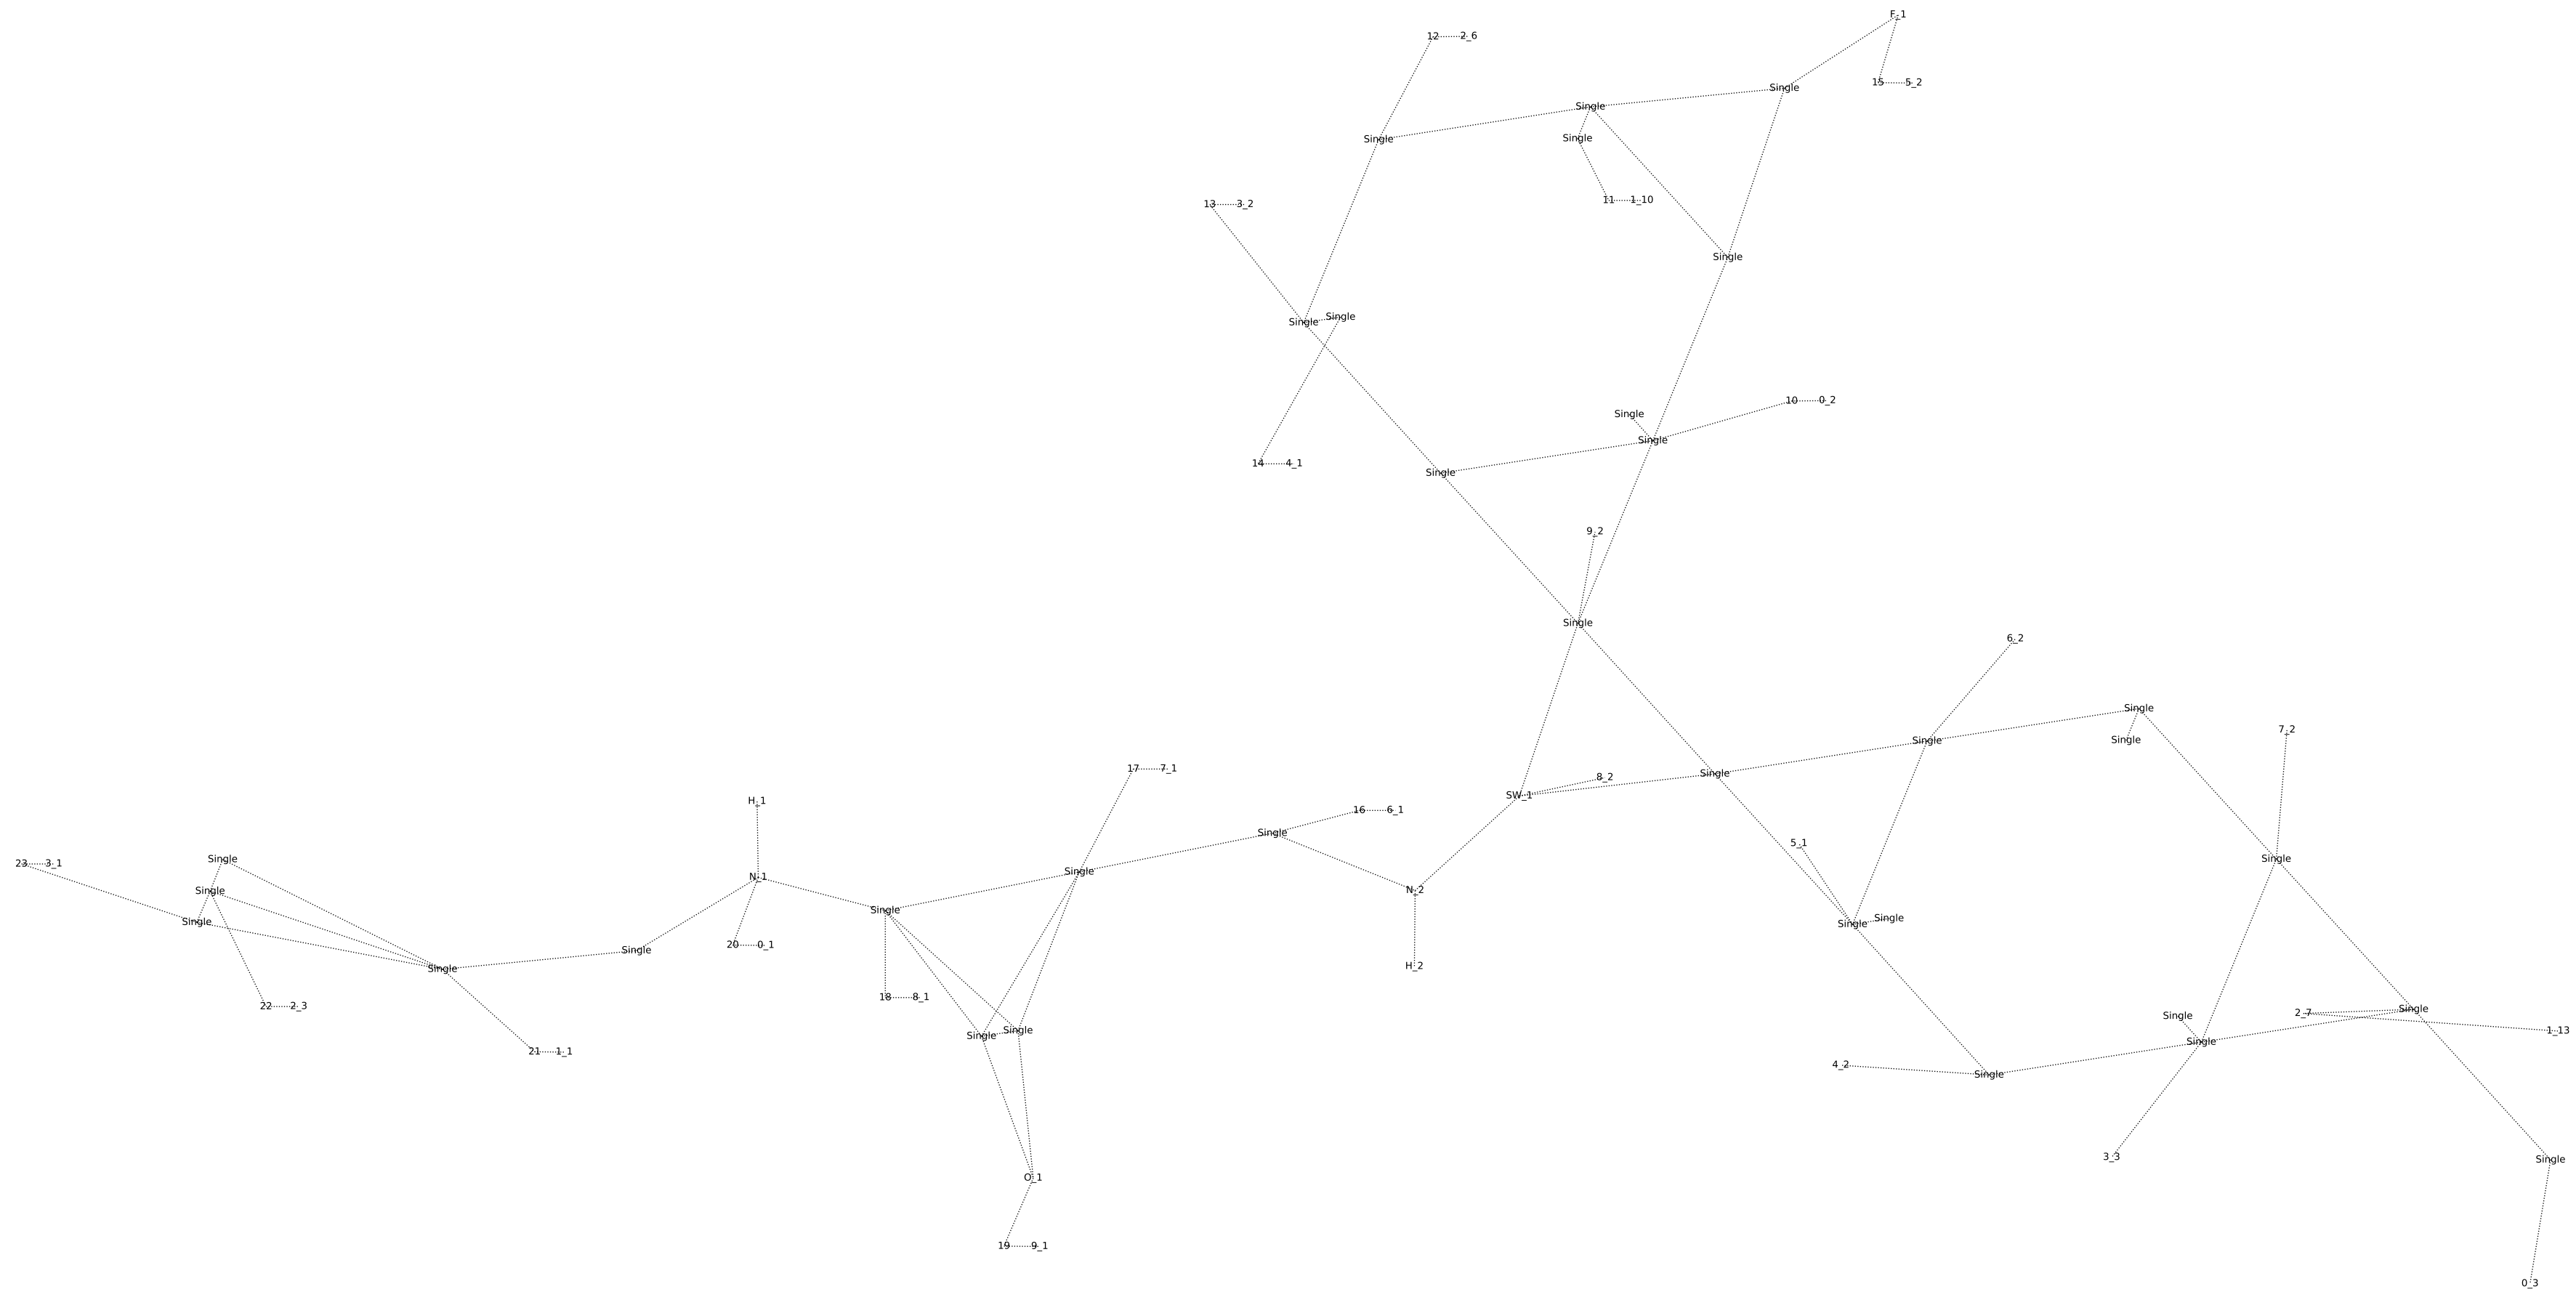 F_1
12 2_6
15 5_2
Single
Single
Single
Single
11 1_10
13 3_2
Single
Single
Single
10 0_2
Single
Single
14 4_1
Single
9_2
Single
6_2
Single
7_2
Single
Single
17 7_1
Single
8_2
SW_1
H_1
16 6_1
Single
5_1
Single
Single
23 3_1
Single
N_1
N_2
Single
Single
Single
Single
Single
20 0_1
Single
H_2
Single
18 8_1
22 2_3
Single
2_7
Single
1_13
Single
Single
Single
21 1_1
4_2
Single
3_3
Single
O_1
19 9_1
0_3